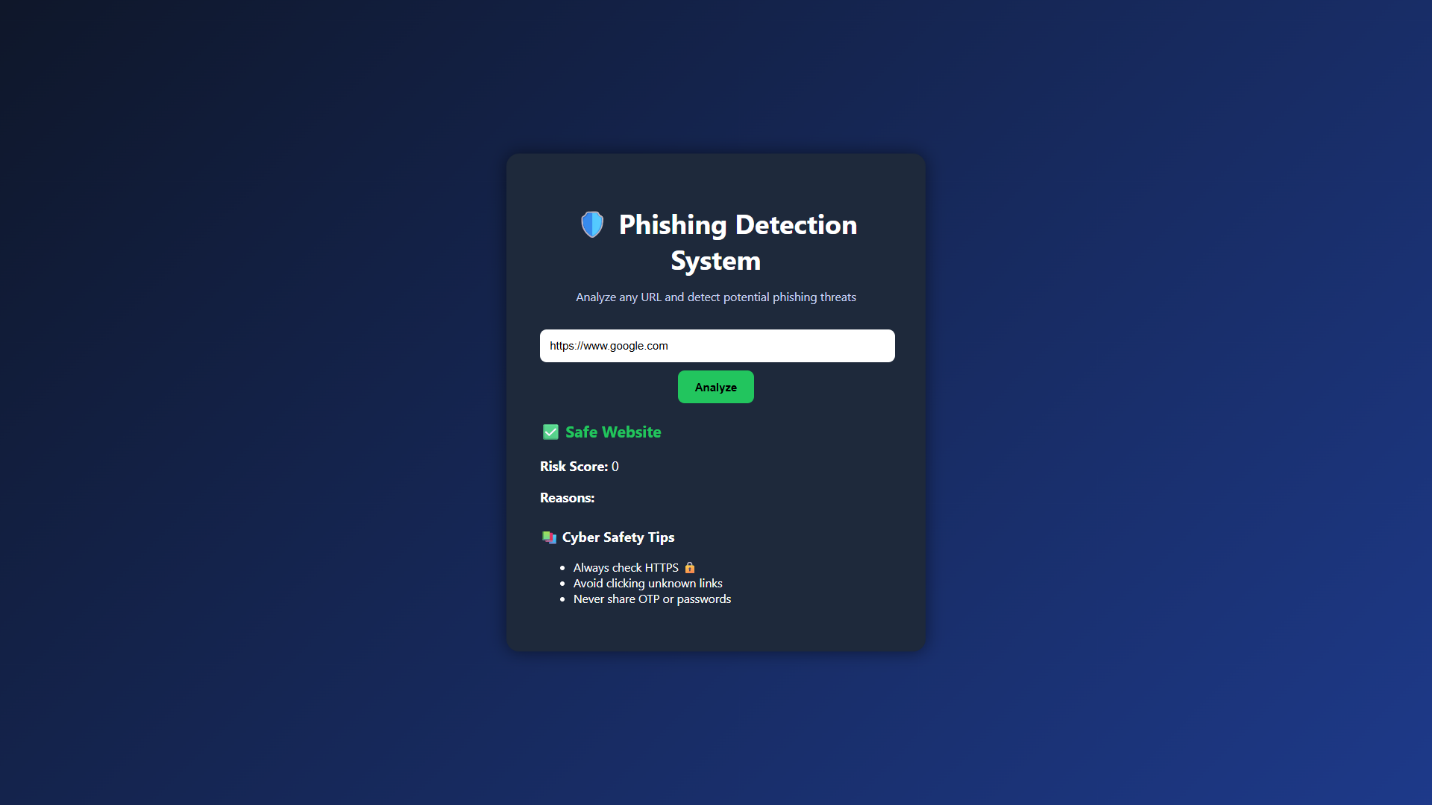 Phishing Detection
System
Analyze any URL and detect potential phishing threats
https://www.google.com
Analyze
Safe Website
Risk Score: 0
Reasons:
Cyber Safety Tips
Always check HTTPS 🔒
Avoid clicking unknown links
Never share OTP or passwords